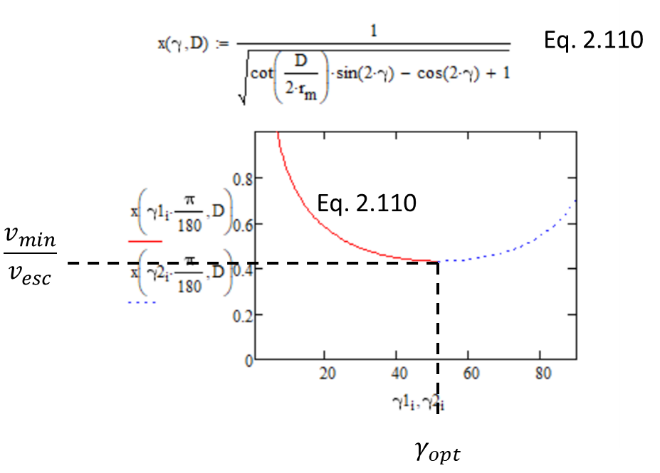 x(γ, D) := 1 / √(cot(D / (2·r_m))·sin(2·γ) − cos(2·γ) + 1)
Eq. 2.110
0.8
x(γ1_i·π/180, D)
Eq. 2.110
0.6
v_min / v_esc
x(γ2_i·π/180, D)
0.4
0.2
0
20 40 60 80
γ1_i, γ2_i
γ_opt